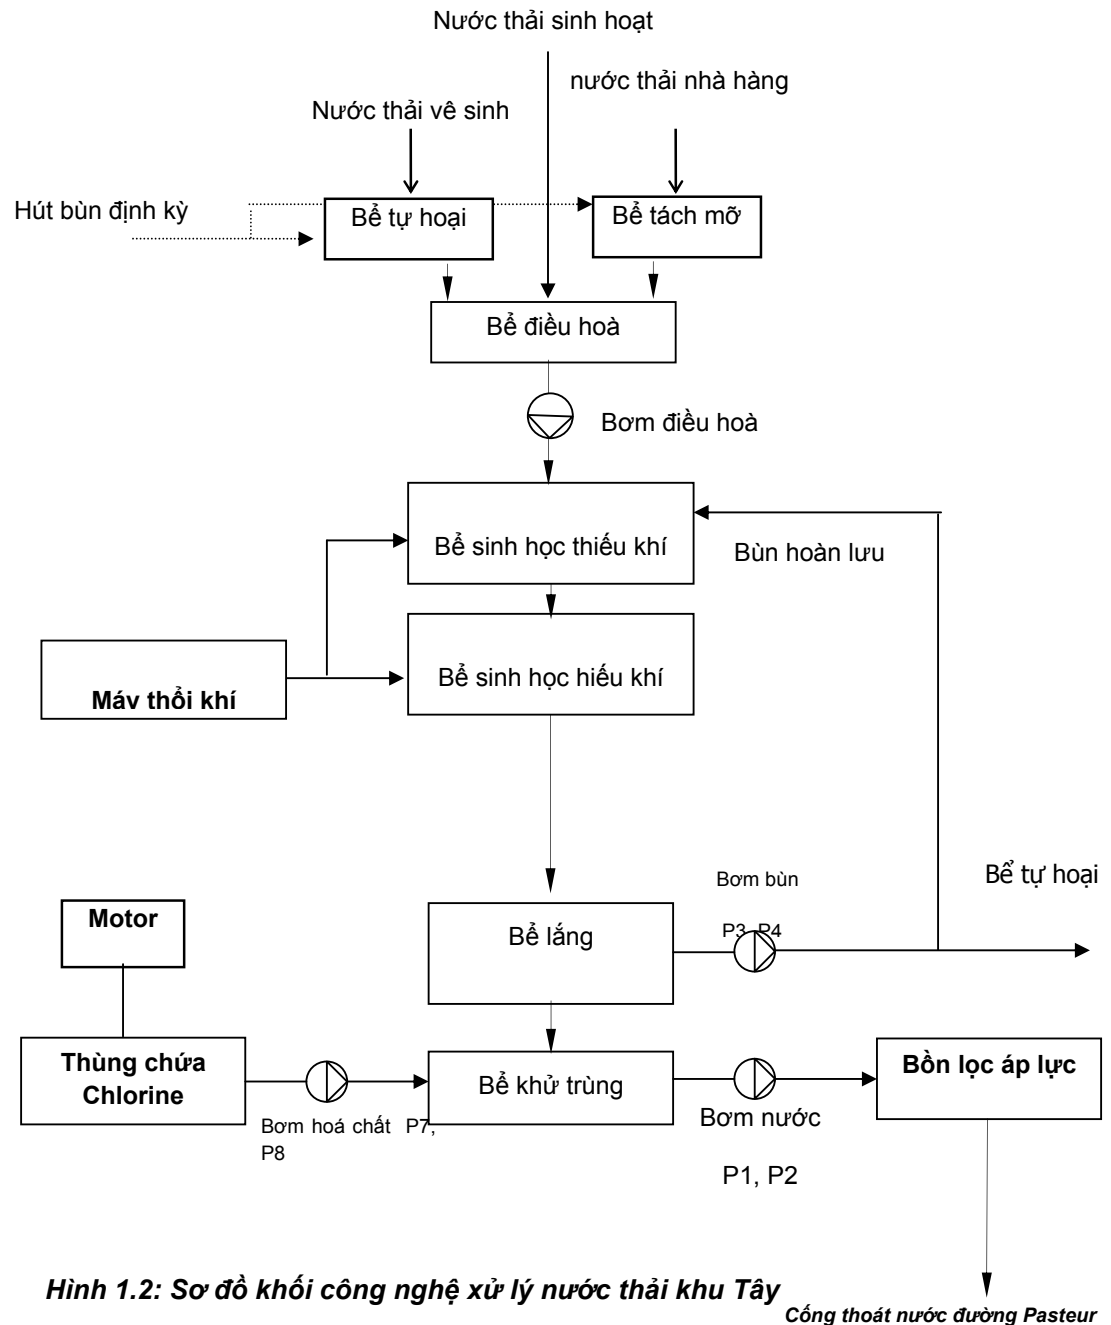 Nước thải sinh hoạt
nước thải nhà hàng
Nước thải vê sinh
Hút bùn định kỳ
Bể tự hoại
Bể tách mỡ
Bể điều hoà
Bơm điều hoà
Bể sinh học thiếu khí
Bùn hoàn lưu
Bể sinh học hiếu khí
Máv thổi khí
Bơm bùn
P3, P4
Bể tự hoại
Motor
Bể lắng
Thùng chứa
Chlorine
Bể khử trùng
Bồn lọc áp lực
Bơm hoá chất P7,
P8
Bơm nước
P1, P2
Hình 1.2: Sơ đồ khối công nghệ xử lý nước thải khu Tây
Cống thoát nước đường Pasteur